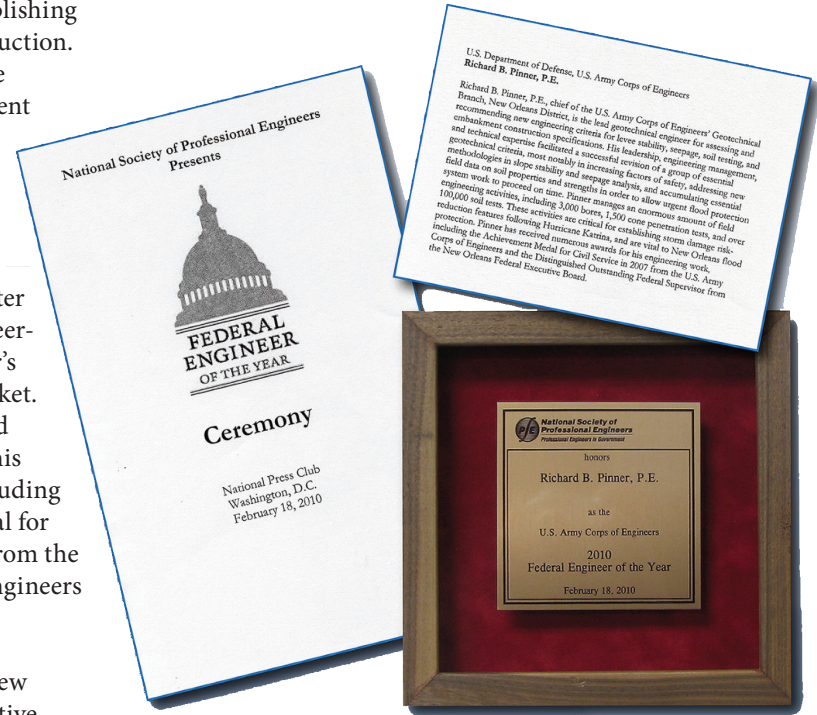 olishing
uction.
e
ent
ter
eer-
r's
ket.
d
his
uding
al for
rom the
ngineers
ew
tive
National Society of Professional Engineers
Presents
FEDERAL
ENGINEER
OF THE YEAR
Ceremony
National Press Club
Washington, D.C.
February 18, 2010
U.S. Department of Defense, U.S. Army Corps of Engineers
Richard B. Pinner, P.E.
Richard B. Pinner, P.E., chief of the U.S. Army Corps of Engineers' Geotechnical
Branch, New Orleans District, is the lead geotechnical engineer for assessing and
recommending new engineering criteria for levee stability, seepage, soil testing, and
embankment construction specifications. His leadership, engineering management,
and technical expertise facilitated a successful revision of a group of essential
geotechnical criteria, most notably in increasing factors of safety, addressing new
methodologies in slope stability and seepage analysis, and accumulating essential
field data on soil properties and strengths in order to allow urgent flood protection
system work to proceed on time. Pinner manages an enormous amount of field
engineering activities, including 3,000 bores, 1,500 cone penetration tests, and over
100,000 soil tests. These activities are critical for establishing storm damage risk-
reduction features following Hurricane Katrina, and are vital to New Orleans flood
protection. Pinner has received numerous awards for his engineering work,
including the Achievement Medal for Civil Service in 2007 from the U.S. Army
Corps of Engineers and the Distinguished Outstanding Federal Supervisor from
the New Orleans Federal Executive Board.
P/E
National Society of
Professional Engineers
Professional Engineers in Government
honors
Richard B. Pinner, P.E.
as the
U.S. Army Corps of Engineers
2010
Federal Engineer of the Year
February 18, 2010